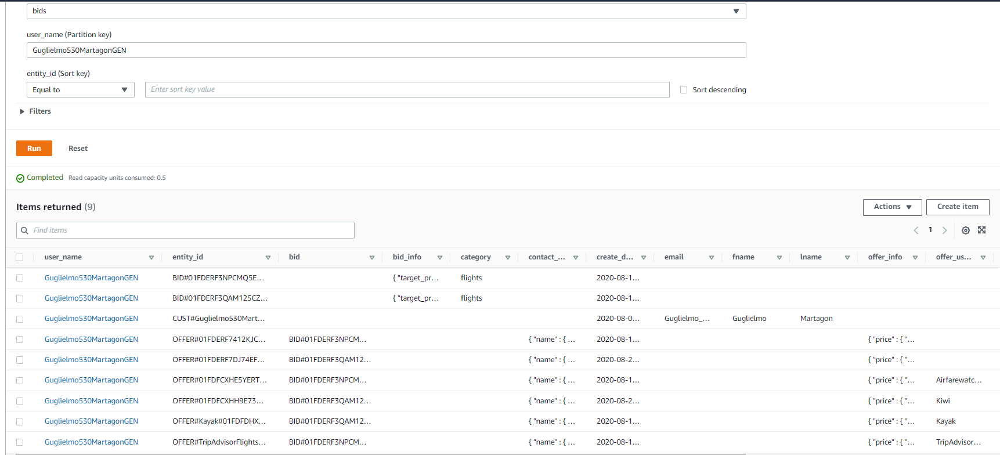 bids
user_name (Partition key)
Guglielmo530MartagonGEN
entity_id (Sort key)
Equal to Enter sort key value Sort descending
Filters
Run Reset
Completed Read capacity units consumed: 0.5
Items returned (9) Actions Create item
Find items 1
user_name entity_id bid bid_info category contact_... create_d... email fname lname offer_info offer_us...
Guglielmo530MartagonGEN BID#01FDERF3NPCMQ5E... { "target_pr... flights 2020-08-1...
Guglielmo530MartagonGEN BID#01FDERF3QAM125CZ... { "target_pr... flights 2020-08-1...
Guglielmo530MartagonGEN CUST#Guglielmo530Mart... 2020-08-0... Guglielmo_... Guglielmo Martagon
Guglielmo530MartagonGEN OFFER#01FDERF7412KJC... BID#01FDERF3NPCM... { "name" : { ... 2020-08-1... { "price" : { "...
Guglielmo530MartagonGEN OFFER#01FDERF7DJ74EF... BID#01FDERF3QAM12... { "name" : { ... 2020-08-2... { "price" : { "...
Guglielmo530MartagonGEN OFFER#01FDFCXHE5YERT... BID#01FDERF3NPCM... { "name" : { ... 2020-08-1... { "price" : { "... Airfarewatc...
Guglielmo530MartagonGEN OFFER#01FDFCXHH9E73... BID#01FDERF3QAM12... { "name" : { ... 2020-08-2... { "price" : { "... Kiwi
Guglielmo530MartagonGEN OFFER#Kayak#01FDFDHX... BID#01FDERF3QAM12... { "name" : { ... 2020-08-1... { "price" : { "... Kayak
Guglielmo530MartagonGEN OFFER#TripAdvisorFlights... BID#01FDERF3NPCM... { "name" : { ... 2020-08-1... { "price" : { "... TripAdvisor...